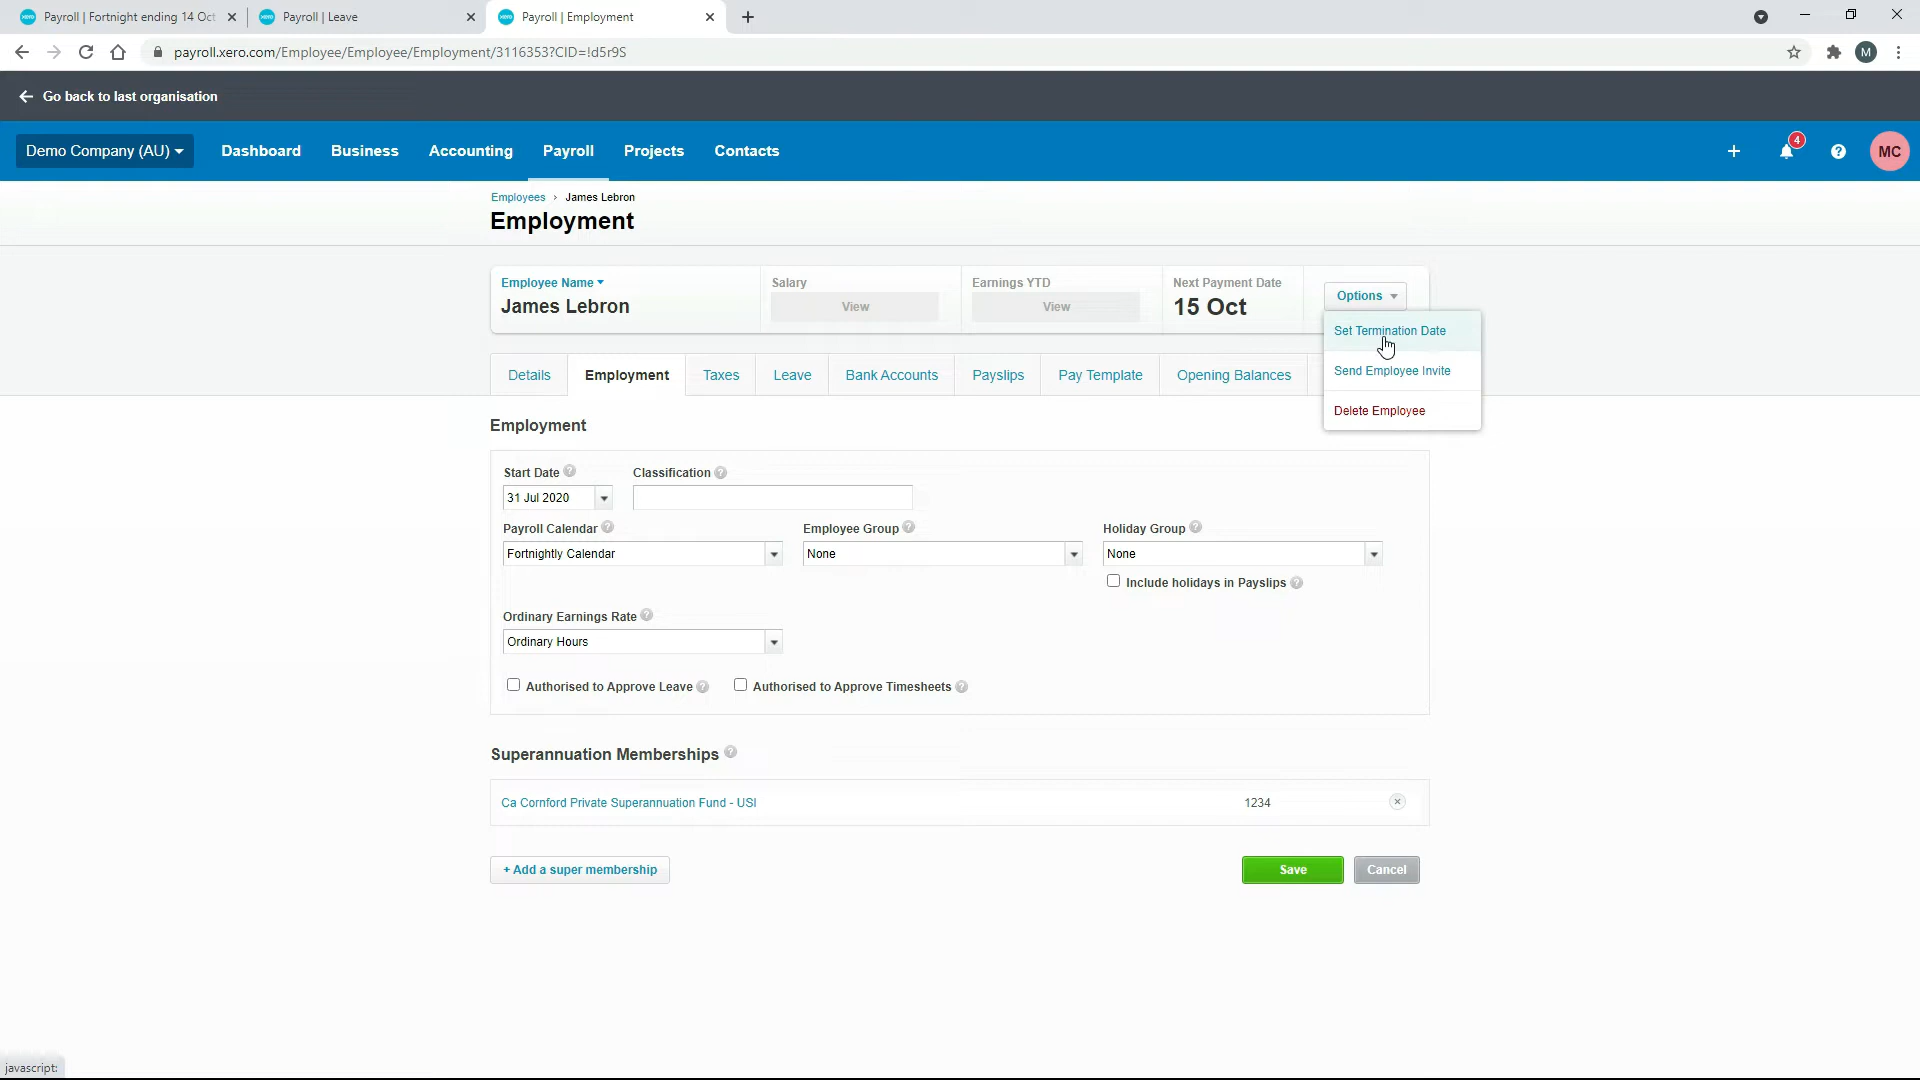 Payroll | Fortnight ending 14 Oct
Payroll | Leave
Payroll | Employment
payroll.xero.com/Employee/Employee/Employment/3116353?CID=!d5r9S
M
Go back to last organisation
Demo Company (AU)
Dashboard
Business
Accounting
Payroll
Projects
Contacts
4
MC
Employees › James Lebron
Employment
Employee Name
James Lebron
Salary
View
Earnings YTD
View
Next Payment Date
15 Oct
Options
Set Termination Date
Send Employee Invite
Delete Employee
Details
Employment
Taxes
Leave
Bank Accounts
Payslips
Pay Template
Opening Balances
Employment
Start Date
Classification
31 Jul 2020
Payroll Calendar
Employee Group
Holiday Group
Fortnightly Calendar
None
None
Include holidays in Payslips
Ordinary Earnings Rate
Ordinary Hours
Authorised to Approve Leave
Authorised to Approve Timesheets
Superannuation Memberships
Ca Cornford Private Superannuation Fund - USI
1234
+ Add a super membership
Save
Cancel
javascript: